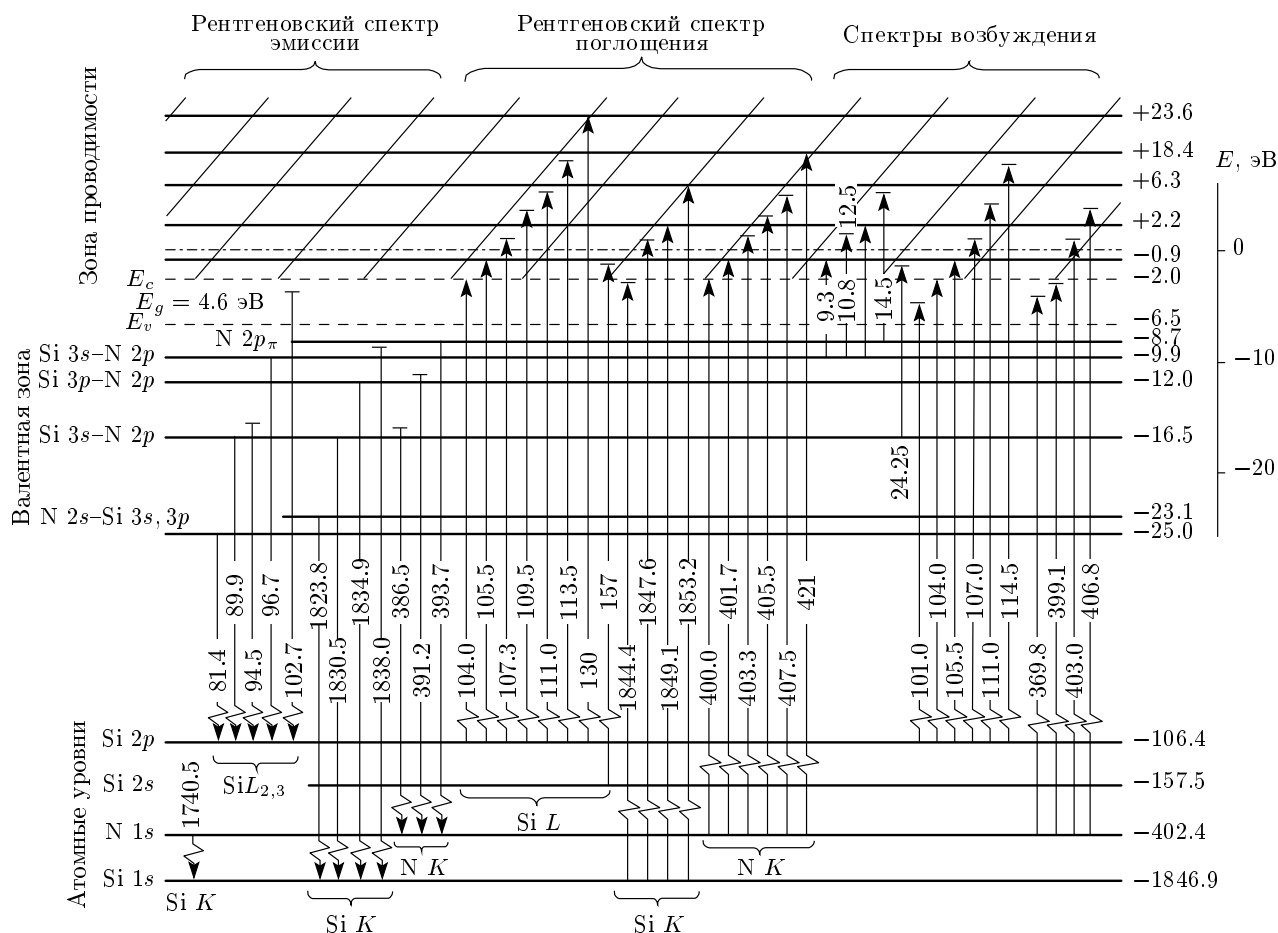 Рентгеновский спектр
эмиссии
Рентгеновский спектр
поглощения
Спектры возбуждения
Зона проводимости
+23.6
+18.4
+6.3
+2.2
−0.9
−2.0
−6.5
−8.7
−9.9
−12.0
−16.5
−23.1
−25.0
−106.4
−157.5
−402.4
−1846.9
E, эВ
0
−10
−20
E_c
E_g = 4.6 эВ
E_v
N 2p_π
Валентная зона
Si 3s–N 2p
Si 3p–N 2p
Si 3s–N 2p
N 2s–Si 3s, 3p
9.3
10.8
12.5
14.5
24.25
81.4
89.9
94.5
96.7
102.7
1823.8
1830.5
1834.9
1838.0
386.5
391.2
393.7
104.0
105.5
107.3
109.5
111.0
113.5
130
157
1844.4
1847.6
1849.1
1853.2
400.0
401.7
403.3
405.5
407.5
421
101.0
104.0
105.5
107.0
111.0
114.5
369.8
399.1
403.0
406.8
Атомные уровни
Si 2p
Si 2s
N 1s
Si 1s
1740.5
SiL_{2,3}
Si L
N K
N K
Si K
Si K
Si K